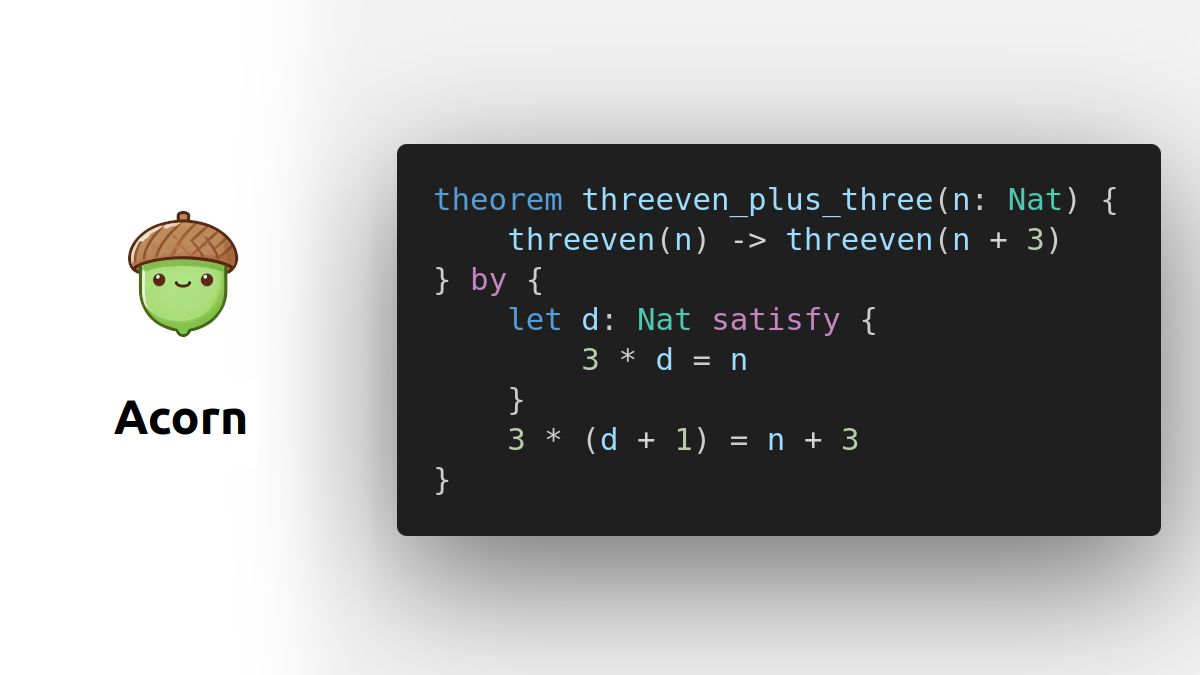 Acorn
theorem threeven_plus_three(n: Nat) {
    threeven(n) -> threeven(n + 3)
} by {
    let d: Nat satisfy {
        3 * d = n
    }
    3 * (d + 1) = n + 3
}